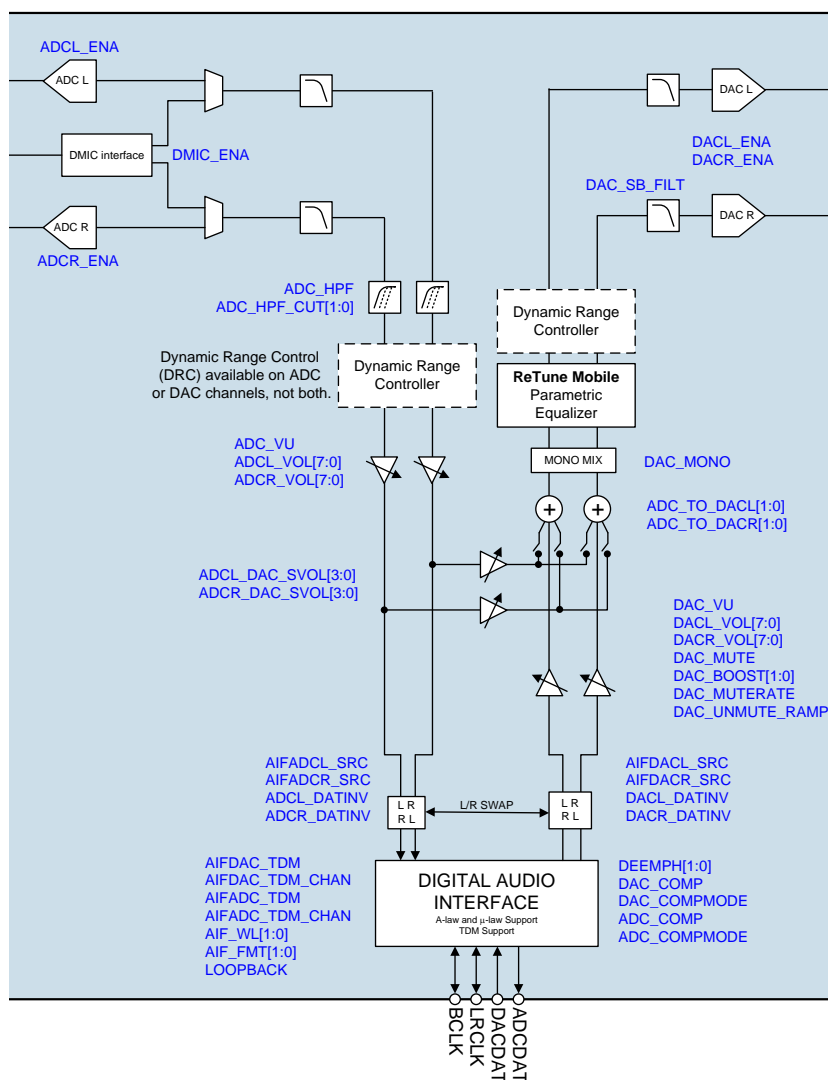 ADCL_ENA
ADC L
DMIC interface
DMIC_ENA
ADC R
ADCR_ENA
DAC L
DACL_ENA
DACR_ENA
DAC_SB_FILT
DAC R
ADC_HPF
ADC_HPF_CUT[1:0]
Dynamic Range
Controller
Dynamic Range Control
(DRC) available on ADC
or DAC channels, not both.
Dynamic Range
Controller
ReTune Mobile
Parametric
Equalizer
ADC_VU
ADCL_VOL[7:0]
ADCR_VOL[7:0]
MONO MIX
DAC_MONO
+
+
ADC_TO_DACL[1:0]
ADC_TO_DACR[1:0]
ADCL_DAC_SVOL[3:0]
ADCR_DAC_SVOL[3:0]
DAC_VU
DACL_VOL[7:0]
DACR_VOL[7:0]
DAC_MUTE
DAC_BOOST[1:0]
DAC_MUTERATE
DAC_UNMUTE_RAMP
AIFADCL_SRC
AIFADCR_SRC
ADCL_DATINV
ADCR_DATINV
L R
R L
L/R SWAP
L R
R L
AIFDACL_SRC
AIFDACR_SRC
DACL_DATINV
DACR_DATINV
AIFDAC_TDM
AIFDAC_TDM_CHAN
AIFADC_TDM
AIFADC_TDM_CHAN
AIF_WL[1:0]
AIF_FMT[1:0]
LOOPBACK
DIGITAL AUDIO
INTERFACE
A-law and μ-law Support
TDM Support
DEEMPH[1:0]
DAC_COMP
DAC_COMPMODE
ADC_COMP
ADC_COMPMODE
BCLK
LRCLK
DACDAT
ADCDAT